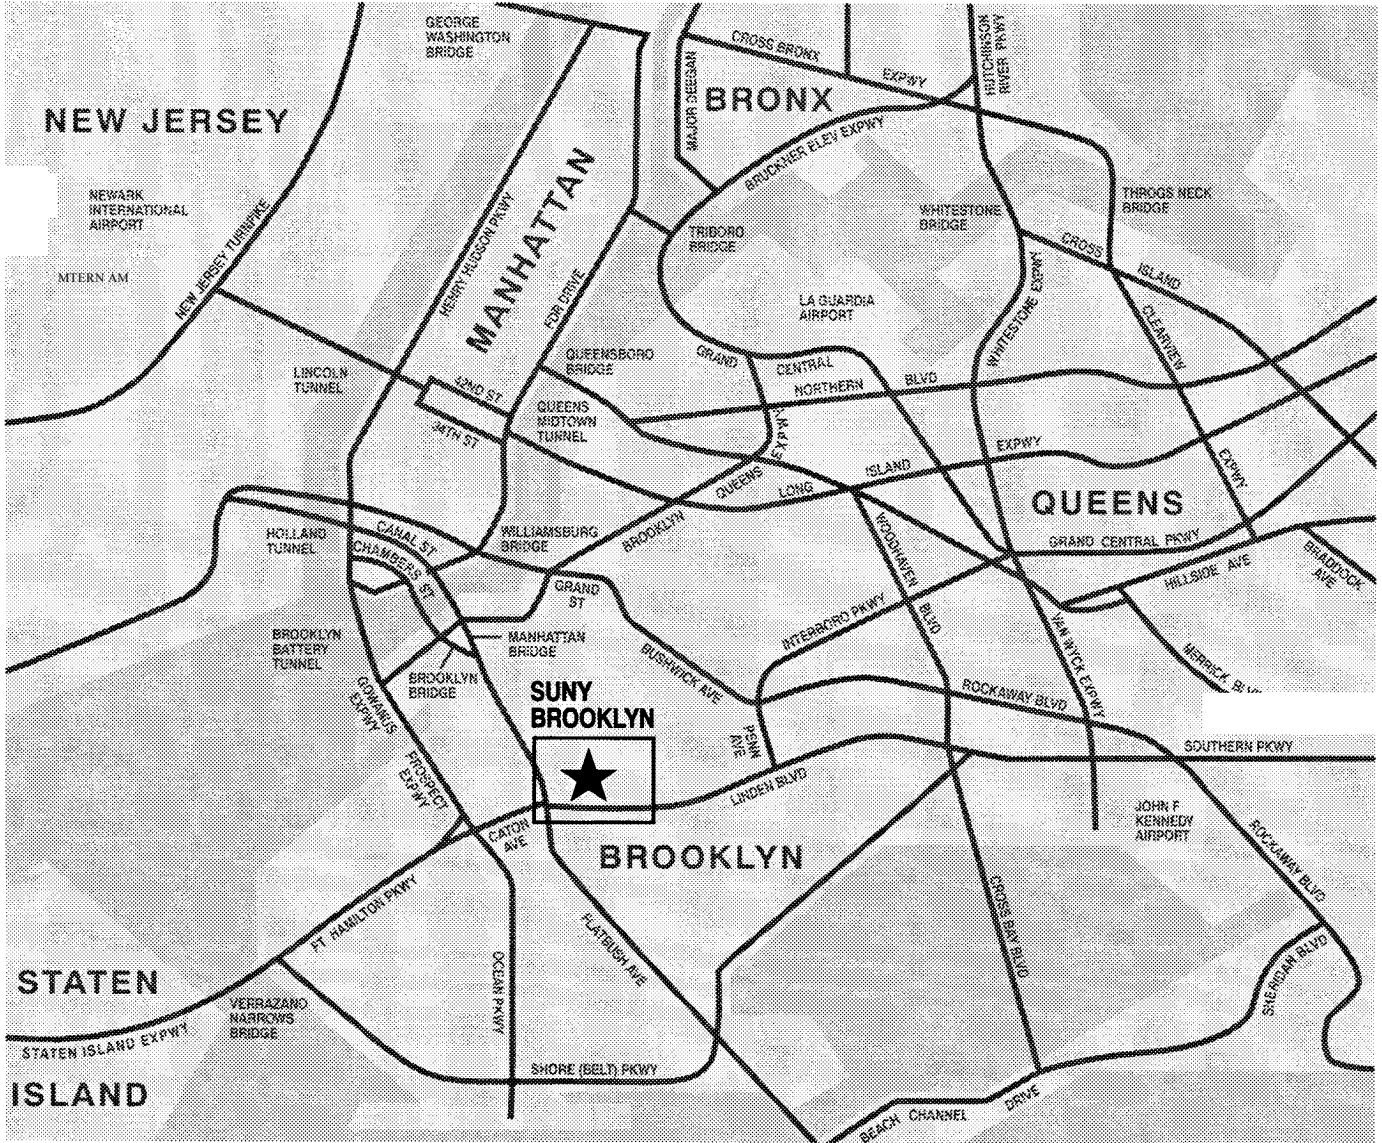 GEORGE
WASHINGTON
BRIDGE
CROSS BRONX
EXPWY
HUTCHINSON
RIVER PKWY
MAJOR DEEGAN
BRONX
NEW JERSEY
BRUCKNER ELEV EXPWY
NEWARK
INTERNATIONAL
AIRPORT
MTERN AM
NEW JERSEY TURNPIKE
HENRY HUDSON PKWY
MANHATTAN
FDR DRIVE
TRIBORO
BRIDGE
WHITESTONE
BRIDGE
THROGS NECK
BRIDGE
CROSS
ISLAND
WHITESTONE EXPWY
CLEARVIEW
EXPWY
LA GUARDIA
AIRPORT
LINCOLN
TUNNEL
42ND ST
34TH ST
QUEENSBORO
BRIDGE
QUEENS
MIDTOWN
TUNNEL
GRAND
CENTRAL
NORTHERN
BLVD
BROOKLYN
QUEENS
EXPWY
LONG
ISLAND
EXPWY
QUEENS
GRAND CENTRAL PKWY
HILLSIDE AVE
BRADDOCK
AVE
HOLLAND
TUNNEL
CANAL ST
CHAMBERS ST
WILLIAMSBURG
BRIDGE
GRAND
ST
WOODHAVEN
BLVD
INTERBORO PKWY
VAN WYCK EXPWY
MERRICK BLV
BROOKLYN
BATTERY
TUNNEL
MANHATTAN
BRIDGE
BROOKLYN
BRIDGE
BUSHWICK AVE
GOWANUS
EXPWY
SUNY
BROOKLYN
PENN
AVE
ROCKAWAY BLVD
SOUTHERN PKWY
PROSPECT
EXPWY
LINDEN BLVD
CATON
AVE
JOHN F
KENNEDY
AIRPORT
BROOKLYN
ROCKAWAY BLVD
FT HAMILTON PKWY
FLATBUSH AVE
CROSS BAY BLVD
OCEAN PKWY
SHERIDAN BLVD
STATEN
ISLAND
VERRAZANO
NARROWS
BRIDGE
STATEN ISLAND EXPWY
SHORE (BELT) PKWY
BEACH CHANNEL
DRIVE